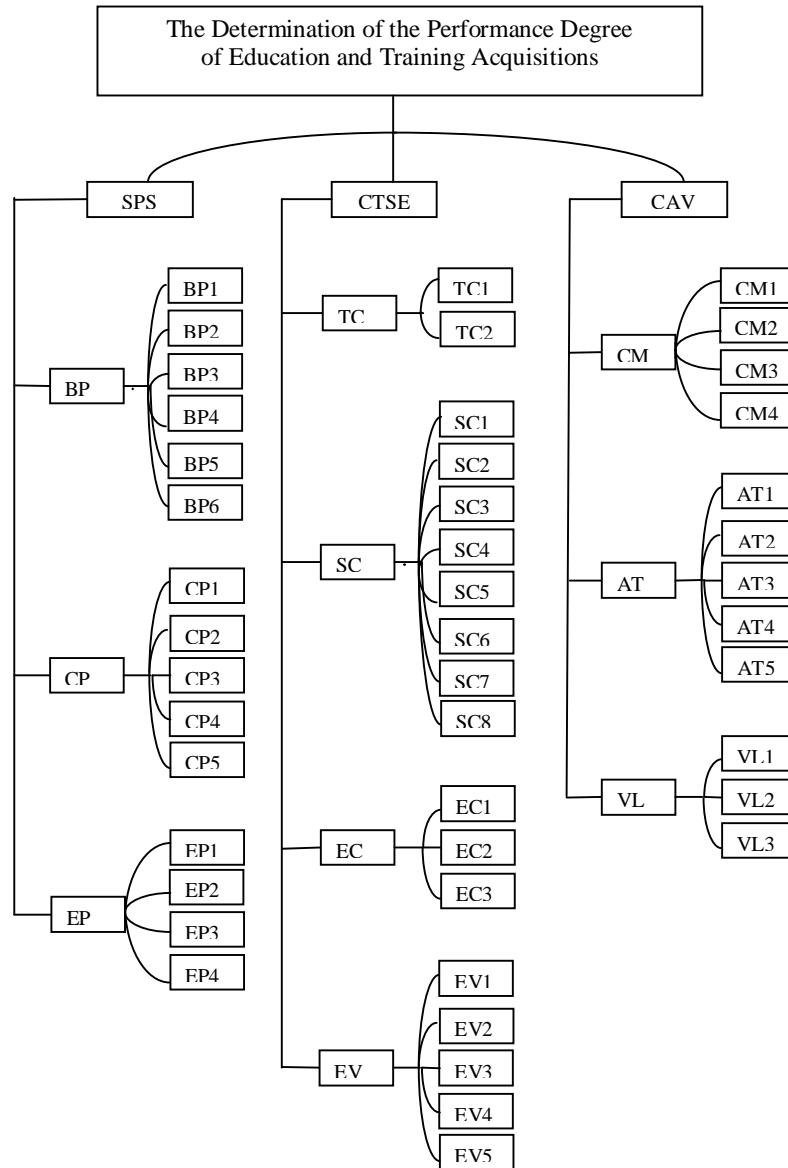 The Determination of the Performance Degree
of Education and Training Acquisitions
SPS
CTSE
CAV
BP
BP1
BP2
BP3
BP4
BP5
BP6
CP
CP1
CP2
CP3
CP4
CP5
EP
EP1
EP2
EP3
EP4
TC
TC1
TC2
SC
SC1
SC2
SC3
SC4
SC5
SC6
SC7
SC8
EC
EC1
EC2
EC3
EV
EV1
EV2
EV3
EV4
EV5
CM
CM1
CM2
CM3
CM4
AT
AT1
AT2
AT3
AT4
AT5
VL
VL1
VL2
VL3